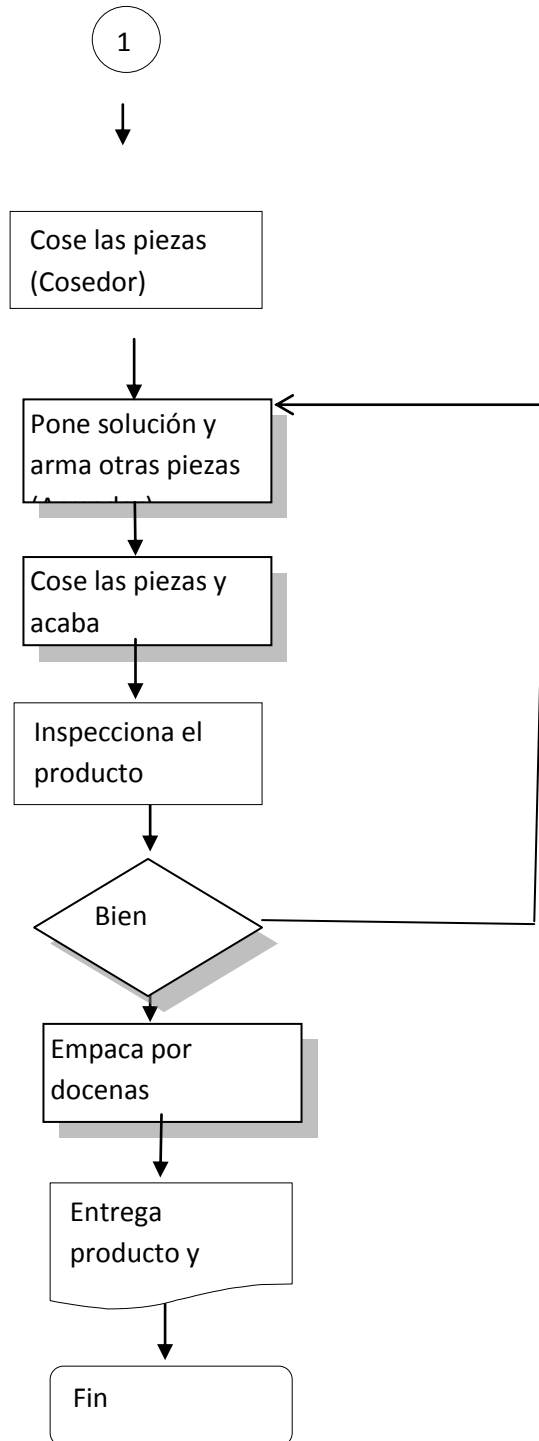 1
Cose las piezas
(Cosedor)
Pone solución y
arma otras piezas
Cose las piezas y
acaba
Inspecciona el
producto
Bien
Empaca por
docenas
Entrega
producto y
Fin